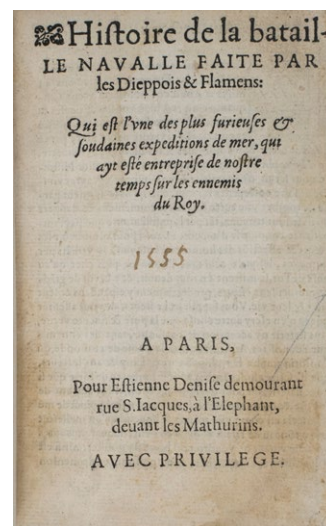 Hiſtoire de la batail-
LE NAVALLE FAITE PAR
les Dieppois & Flamens:
Qui eſt l'vne des plus furieuſes &
ſoudaines expeditions de mer, qui
ayt eſté entrepriſe de noſtre
temps ſur les ennemis
du Roy.
1555
A PARIS,
Pour Eſtienne Deniſe demourant
rue S. Iacques, à l'Elephant,
deuant les Mathurins.
AVEC PRIVILEGE.